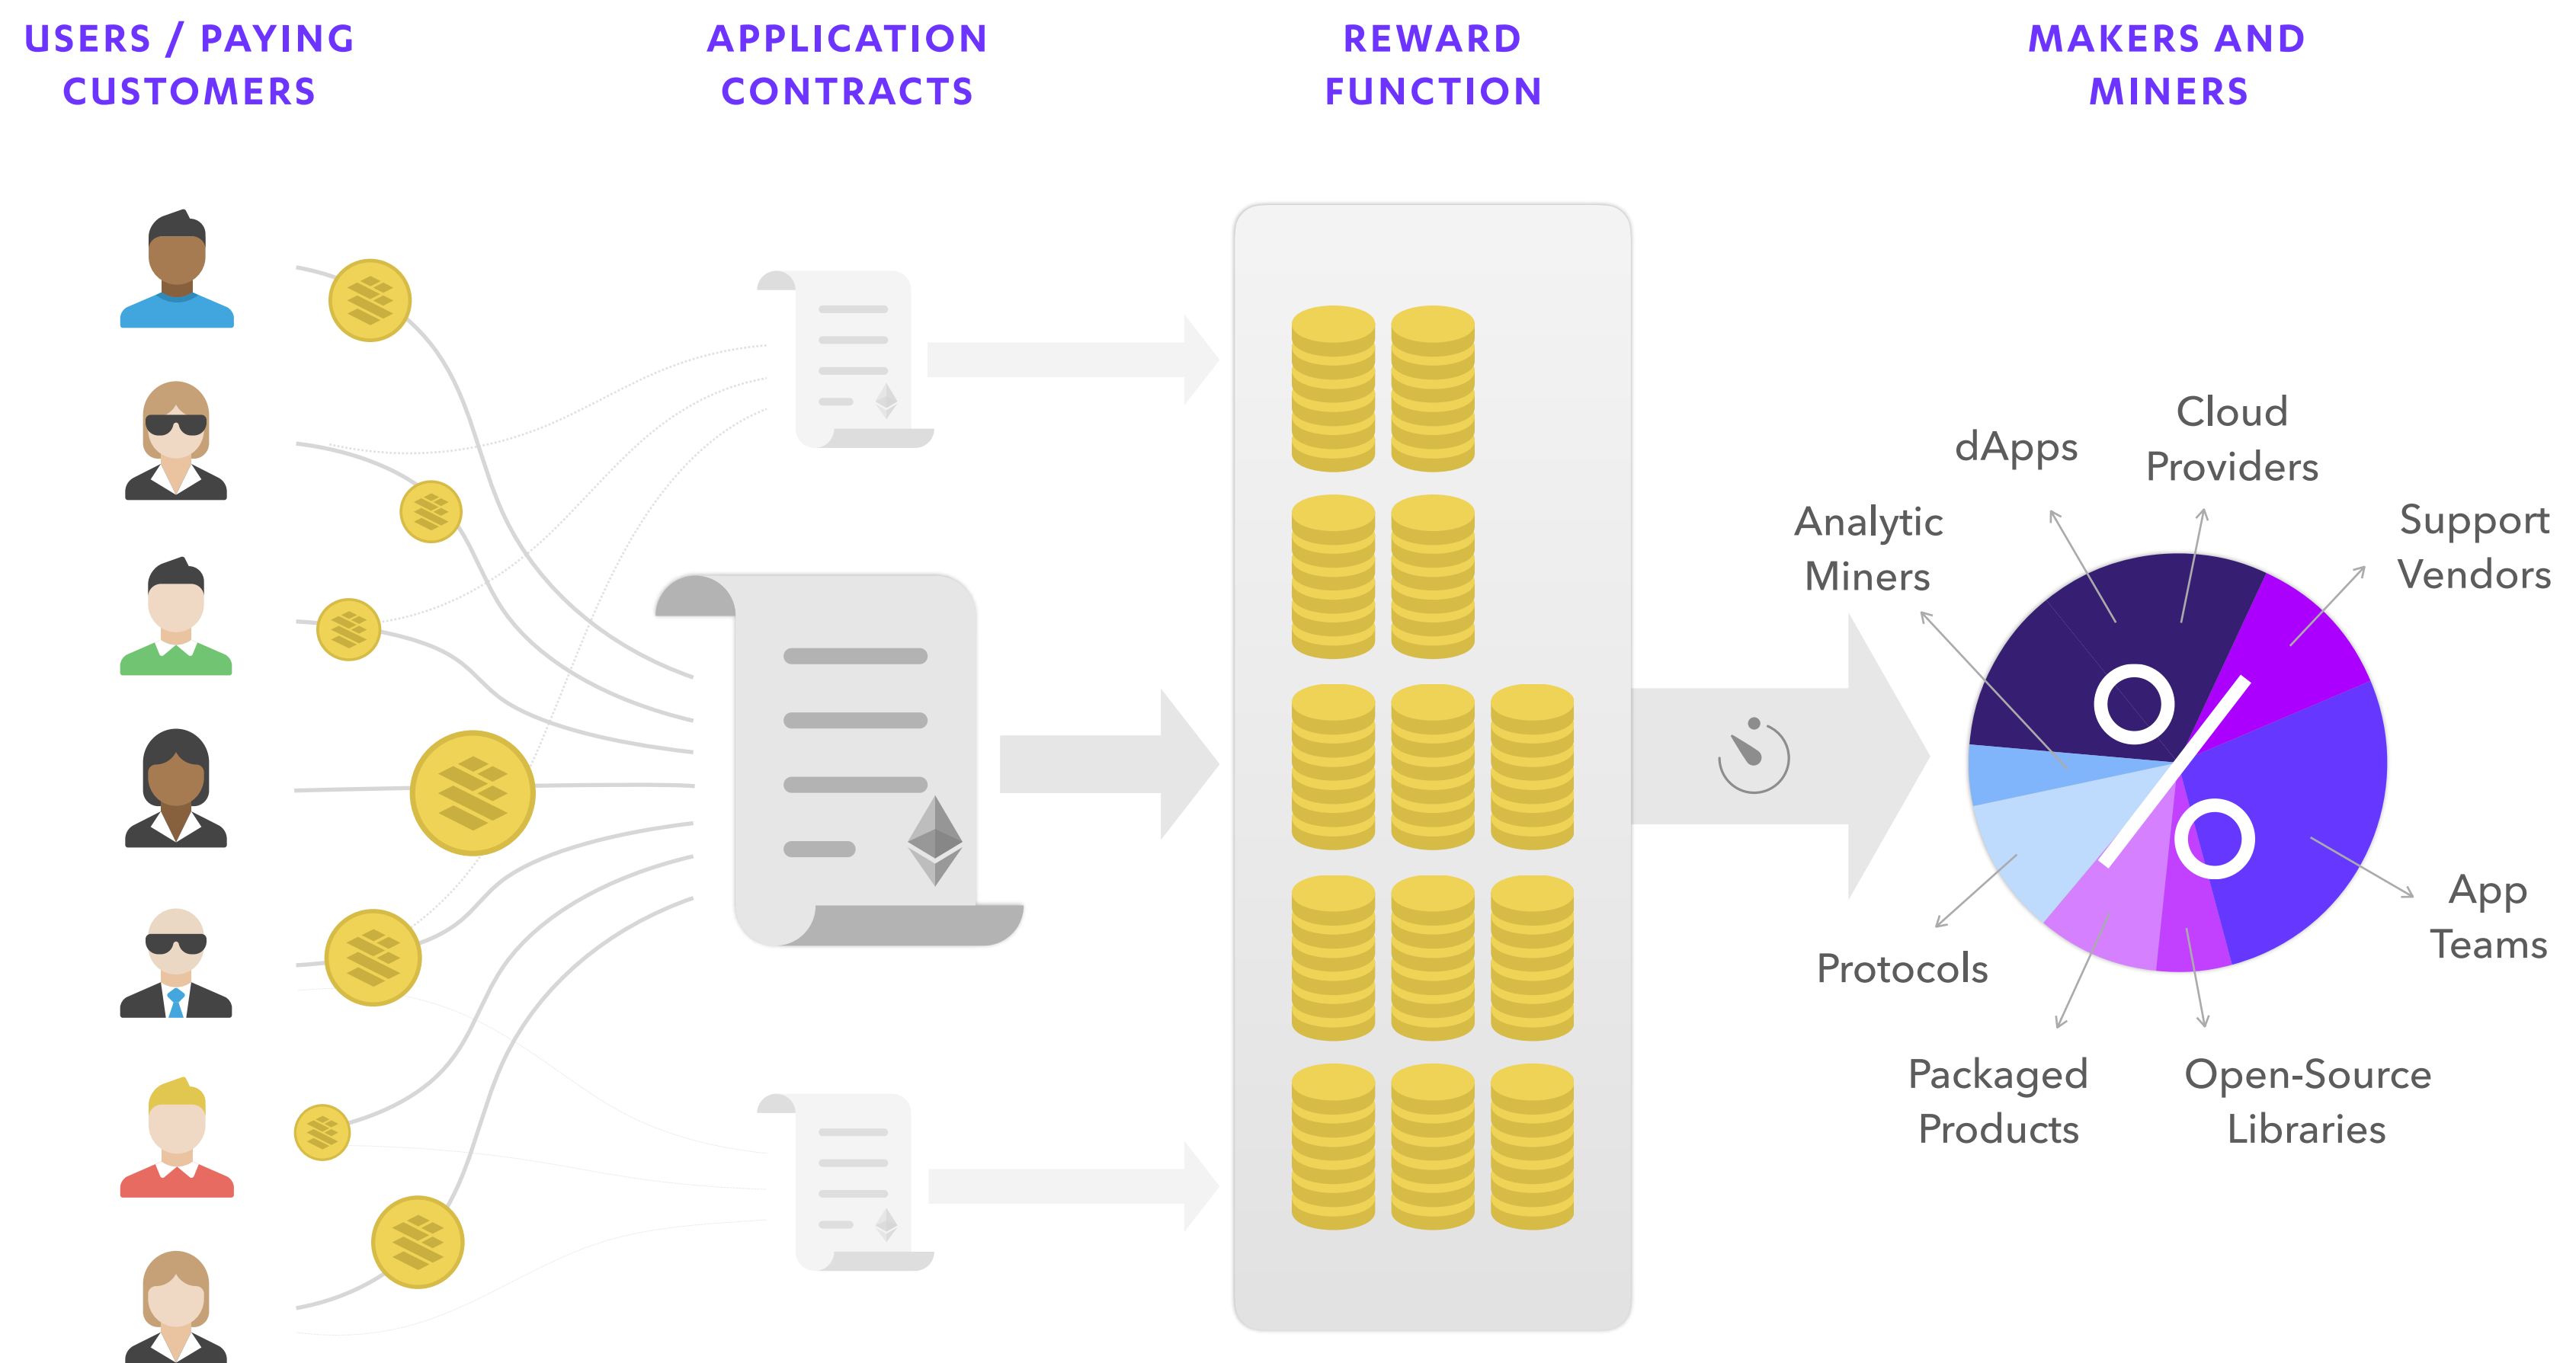 USERS / PAYING
CUSTOMERS
APPLICATION
CONTRACTS
REWARD
FUNCTION
MAKERS AND
MINERS
Cloud
Providers
dApps
Support
Vendors
Analytic
Miners
App
Teams
Protocols
Packaged
Products
Open-Source
Libraries